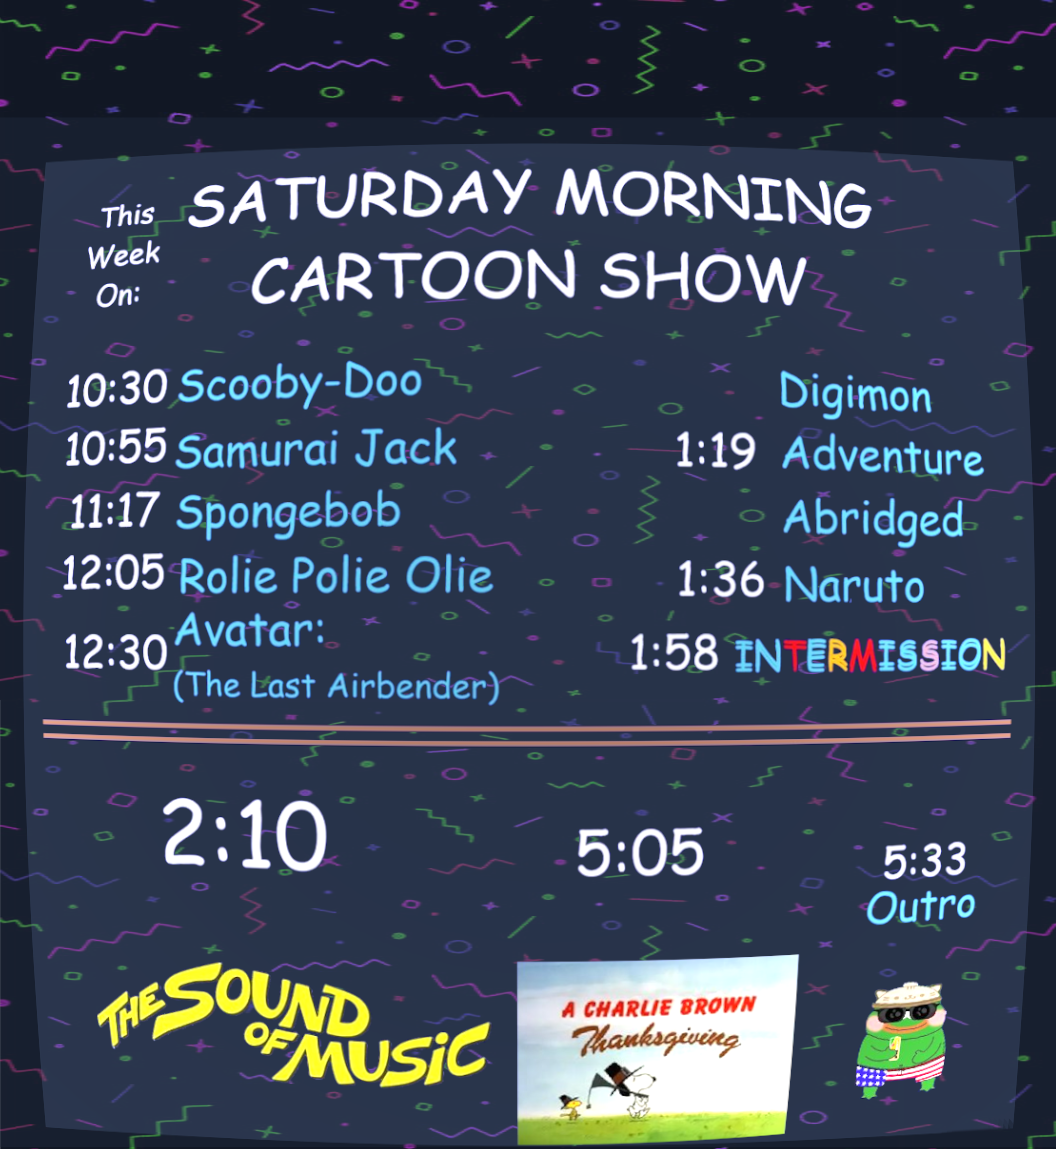 This
Week
On:
SATURDAY MORNING
CARTOON SHOW
10:30 Scooby-Doo
10:55 Samurai Jack
11:17 Spongebob
12:05 Rolie Polie Olie
12:30 Avatar:
(The Last Airbender)
Digimon
1:19 Adventure
Abridged
1:36 Naruto
1:58 INTERMISSION
2:10
THE SOUND
OF MUSiC
5:05
A CHARLIE BROWN
Thanksgiving
5:33
Outro